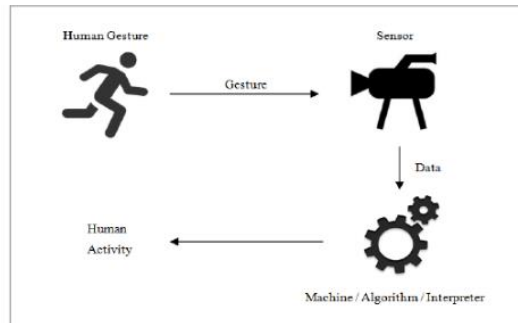 Human Gesture
Sensor
Gesture
Data
Human
Activity
Machine / Algorithm / Interpreter